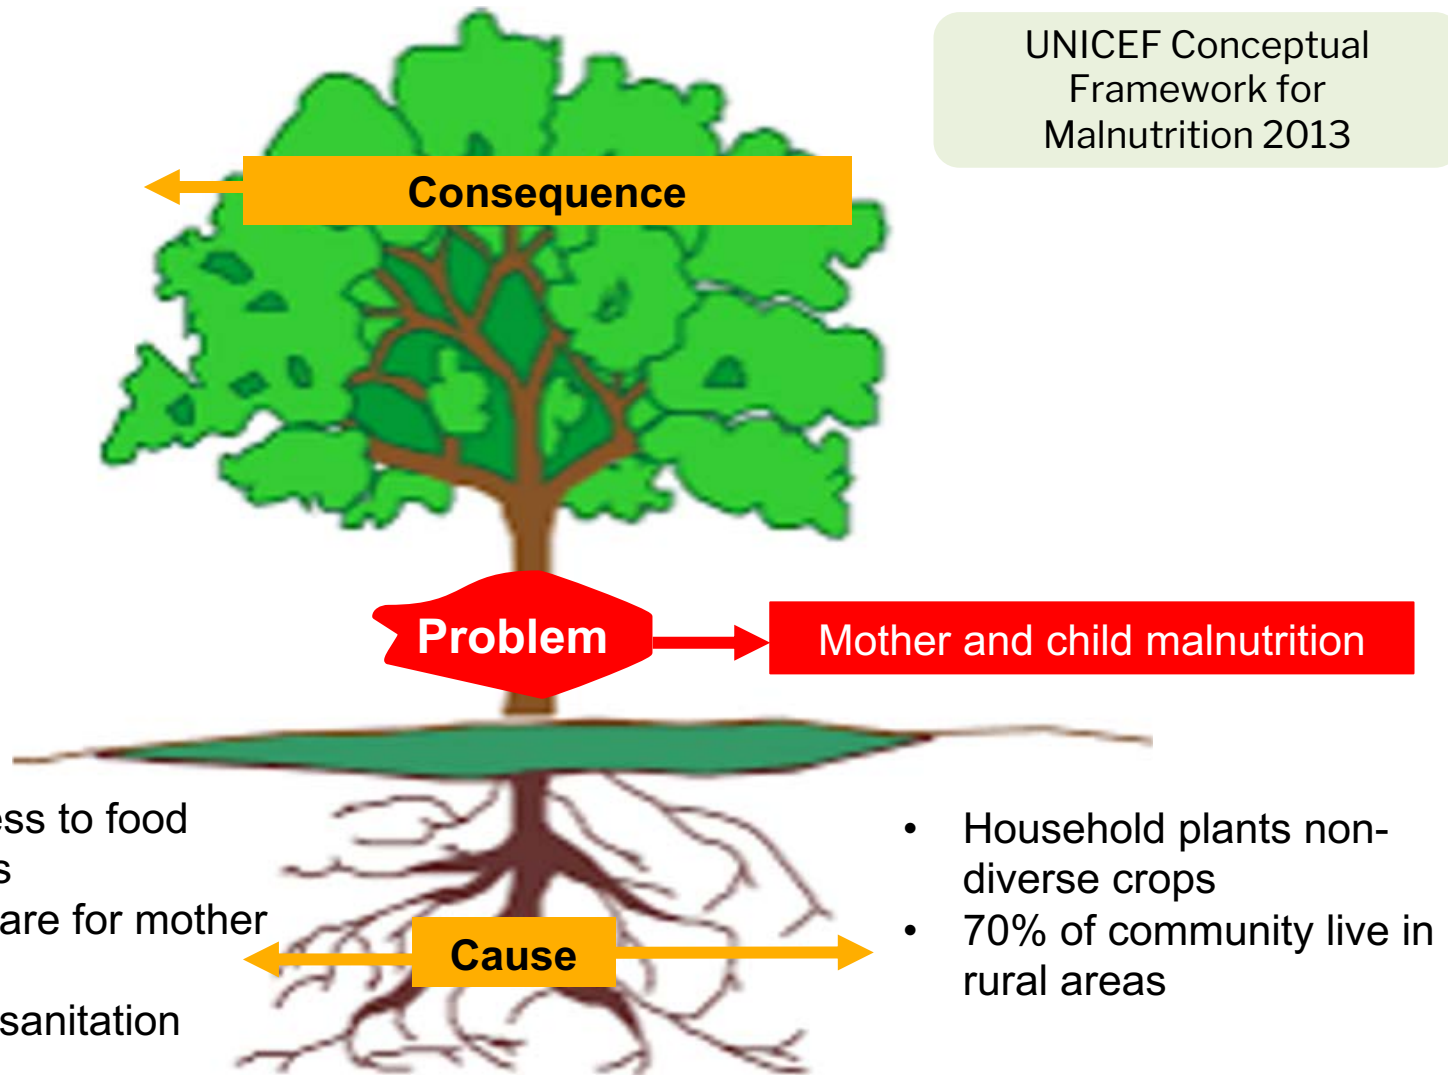 UNICEF Conceptual
Framework for
Malnutrition 2013
Consequence
Problem
Mother and child malnutrition
ess to food
s
are for mother
sanitation
Cause
• Household plants non-
diverse crops
• 70% of community live in
rural areas